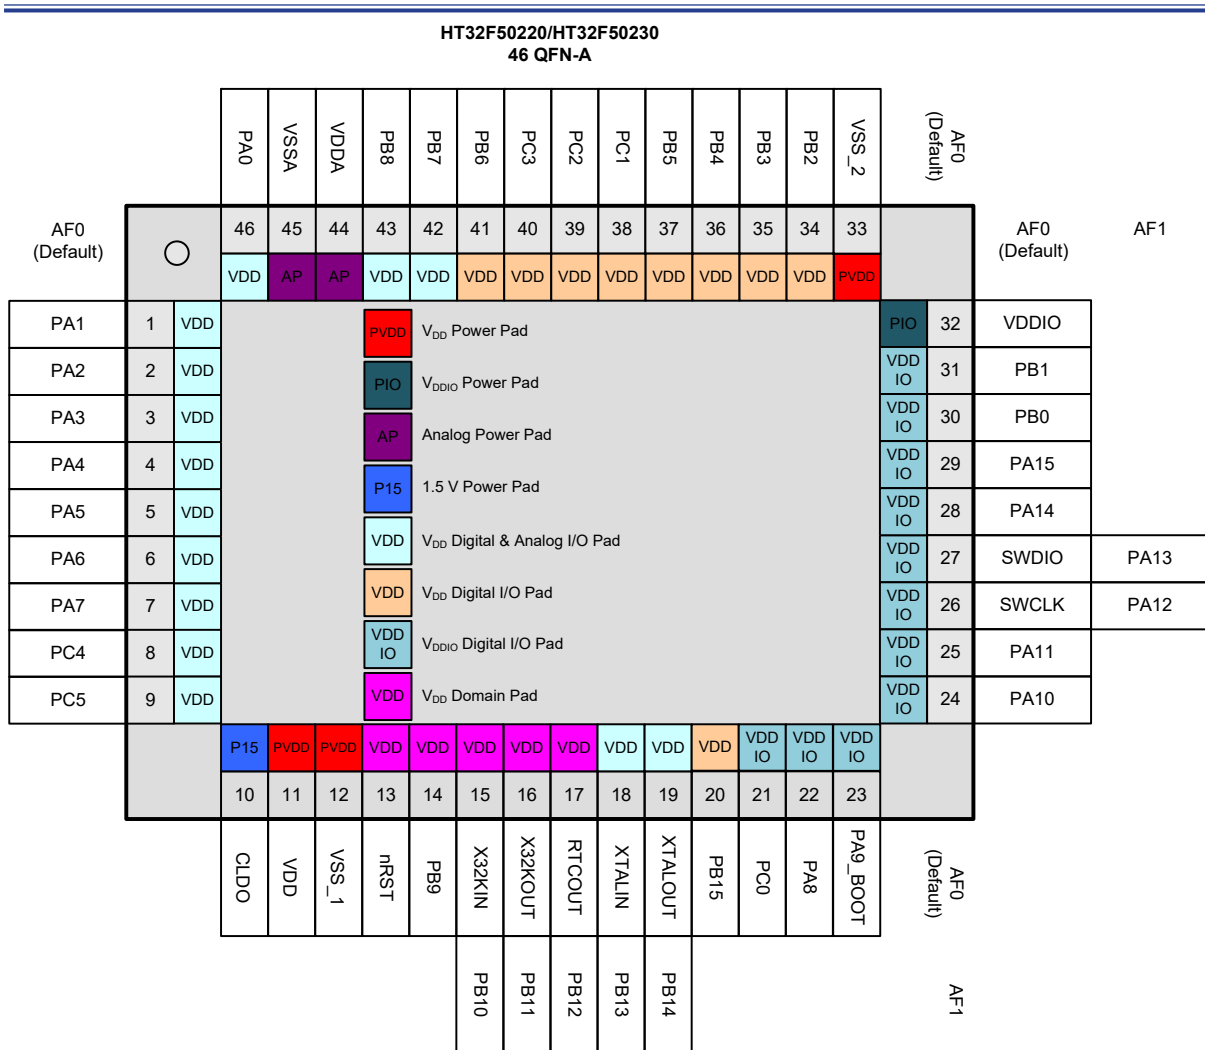 HT32F50220/HT32F50230
46 QFN-A
PA0 VSSA VDDA PB8 PB7 PB6 PC3 PC2 PC1 PB5 PB4 PB3 PB2 VSS_2 AF0 (Default)
AF0 (Default) 46 45 44 43 42 41 40 39 38 37 36 35 34 33 AF0 (Default) AF1
VDD AP AP VDD VDD VDD VDD VDD VDD VDD VDD VDD VDD PVDD
PA1 1 VDD PVDD VDD Power Pad PIO 32 VDDIO
PA2 2 VDD PIO VDDIO Power Pad VDD IO 31 PB1
PA3 3 VDD AP Analog Power Pad VDD IO 30 PB0
PA4 4 VDD P15 1.5 V Power Pad VDD IO 29 PA15
PA5 5 VDD VDD VDD Digital & Analog I/O Pad VDD IO 28 PA14
PA6 6 VDD VDD VDD Digital I/O Pad VDD IO 27 SWDIO PA13
PA7 7 VDD VDD IO VDDIO Digital I/O Pad VDD IO 26 SWCLK PA12
PC4 8 VDD VDD VDD Domain Pad VDD IO 25 PA11
PC5 9 VDD VDD IO 24 PA10
P15 PVDD PVDD VDD VDD VDD VDD VDD VDD VDD VDD VDD IO VDD IO VDD IO
10 11 12 13 14 15 16 17 18 19 20 21 22 23
CLDO VDD VSS_1 nRST PB9 X32KIN X32KOUT RTCOUT XTALIN XTALOUT PB15 PC0 PA8 PA9_BOOT AF0 (Default)
PB10 PB11 PB12 PB13 PB14 AF1